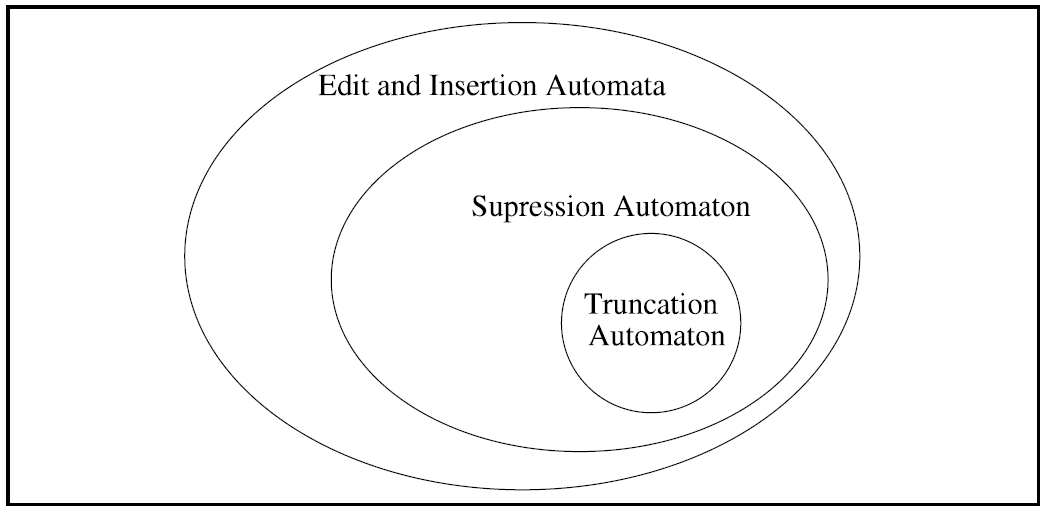 Edit and Insertion Automata
Supression Automaton
Truncation
Automaton